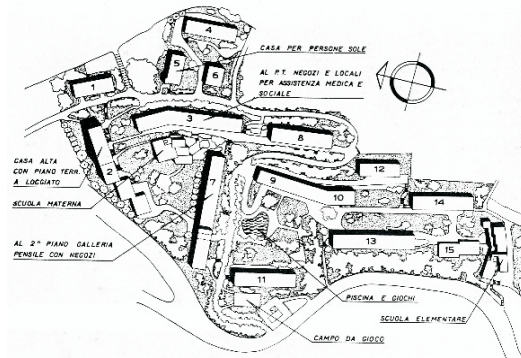 4
CASA PER PERSONE SOLE
5
6
AL P.T. NEGOZI E LOCALI
PER ASSISTENZA MEDICA E
SOCIALE
1
3
8
CASA ALTA
CON PIANO TERR.
A LOGGIATO
2
7
12
9
10
14
SCUOLA MATERNA
13
15
AL 2° PIANO GALLERIA
PENSILE CON NEGOZI
11
PISCINA E GIOCHI
SCUOLA ELEMENTARE
CAMPO DA GIOCO